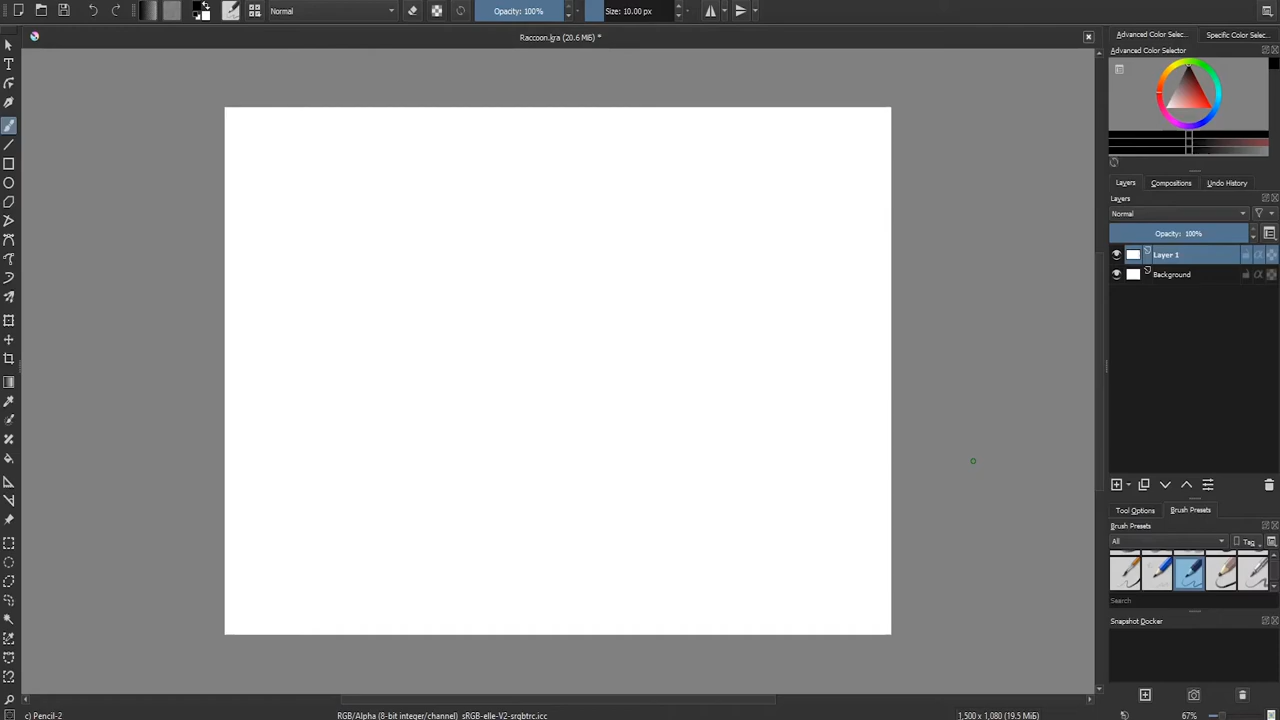 Normal
Opacity: 100%
Size: 10.00 px
Raccoon.kra (20.6 MiБ) *
Advanced Color Selec...
Specific Color Selec...
Advanced Color Selector
Layers
Compositions
Undo History
Layers
Normal
Opacity: 100%
Layer 1
Background
Tool Options
Brush Presets
Brush Presets
All
Tag
Search
Snapshot Docker
c) Pencil-2
RGB/Alpha (8-bit integer/channel) sRGB-elle-V2-srgbtrc.icc
1,500 x 1,080 (19.5 MiБ)
67%